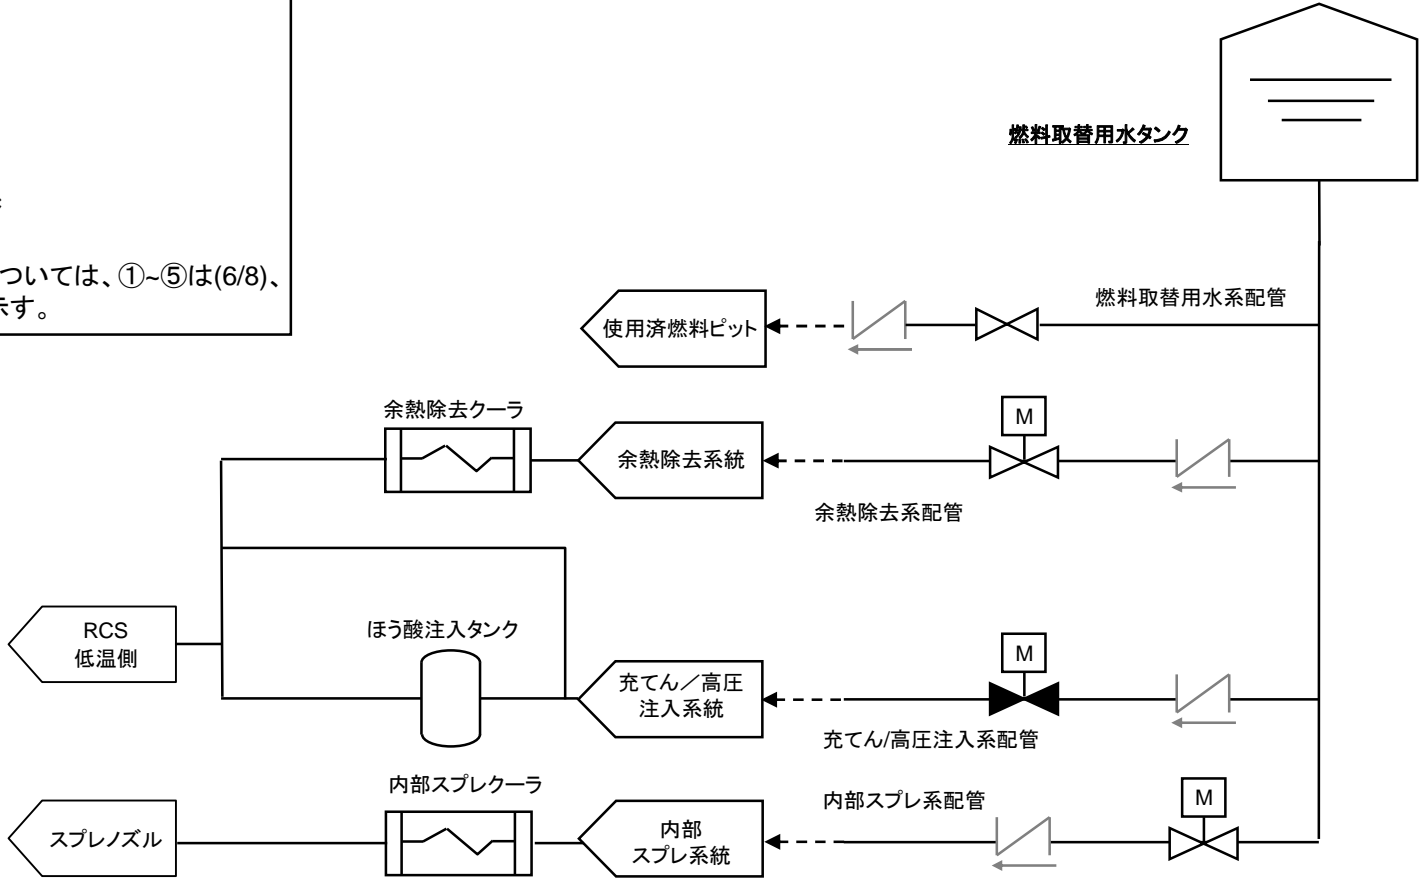 燃料取替用水タンク
ついては、①~⑤は(6/8)、
示す。
燃料取替用水系配管
使用済燃料ピット
余熱除去クーラ
M
余熱除去系統
余熱除去系配管
RCS
低温側
ほう酸注入タンク
M
充てん/高圧
注入系統
充てん/高圧注入系配管
内部スプレクーラ
内部スプレ系配管
M
スプレノズル
内部
スプレ系統